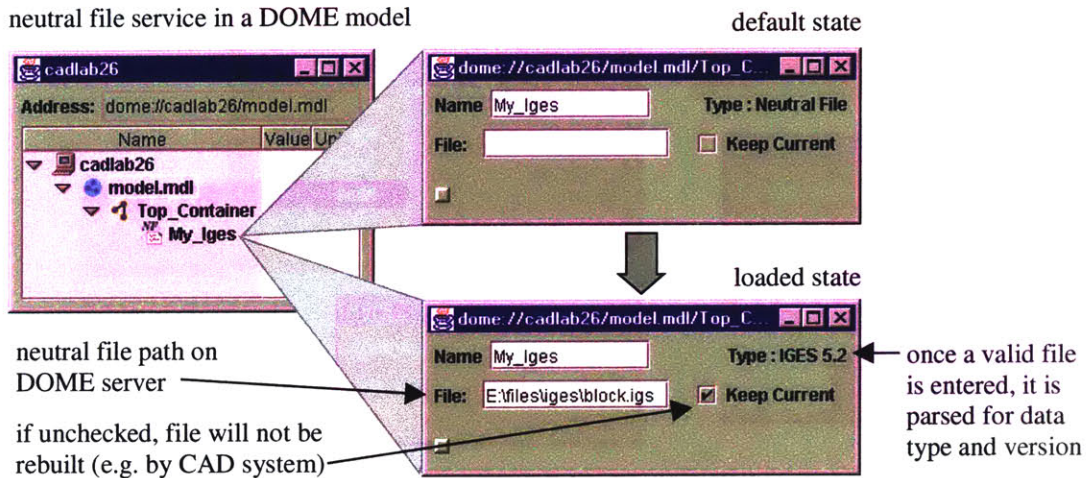 neutral file service in a DOME model
default state
cadlab26
Address: dome://cadlab26/model.mdl
Name Value
cadlab26
model.mdl
Top_Container
NF
My_Iges
dome://cadlab26/model.mdl/Top_C...
Name My_Iges Type : Neutral File
File: Keep Current
loaded state
dome://cadlab26/model.mdl/Top_C...
Name My_Iges Type : IGES 5.2
File: E:\files\iges\block.igs Keep Current
neutral file path on
DOME server
if unchecked, file will not be
rebuilt (e.g. by CAD system)
once a valid file
is entered, it is
parsed for data
type and version